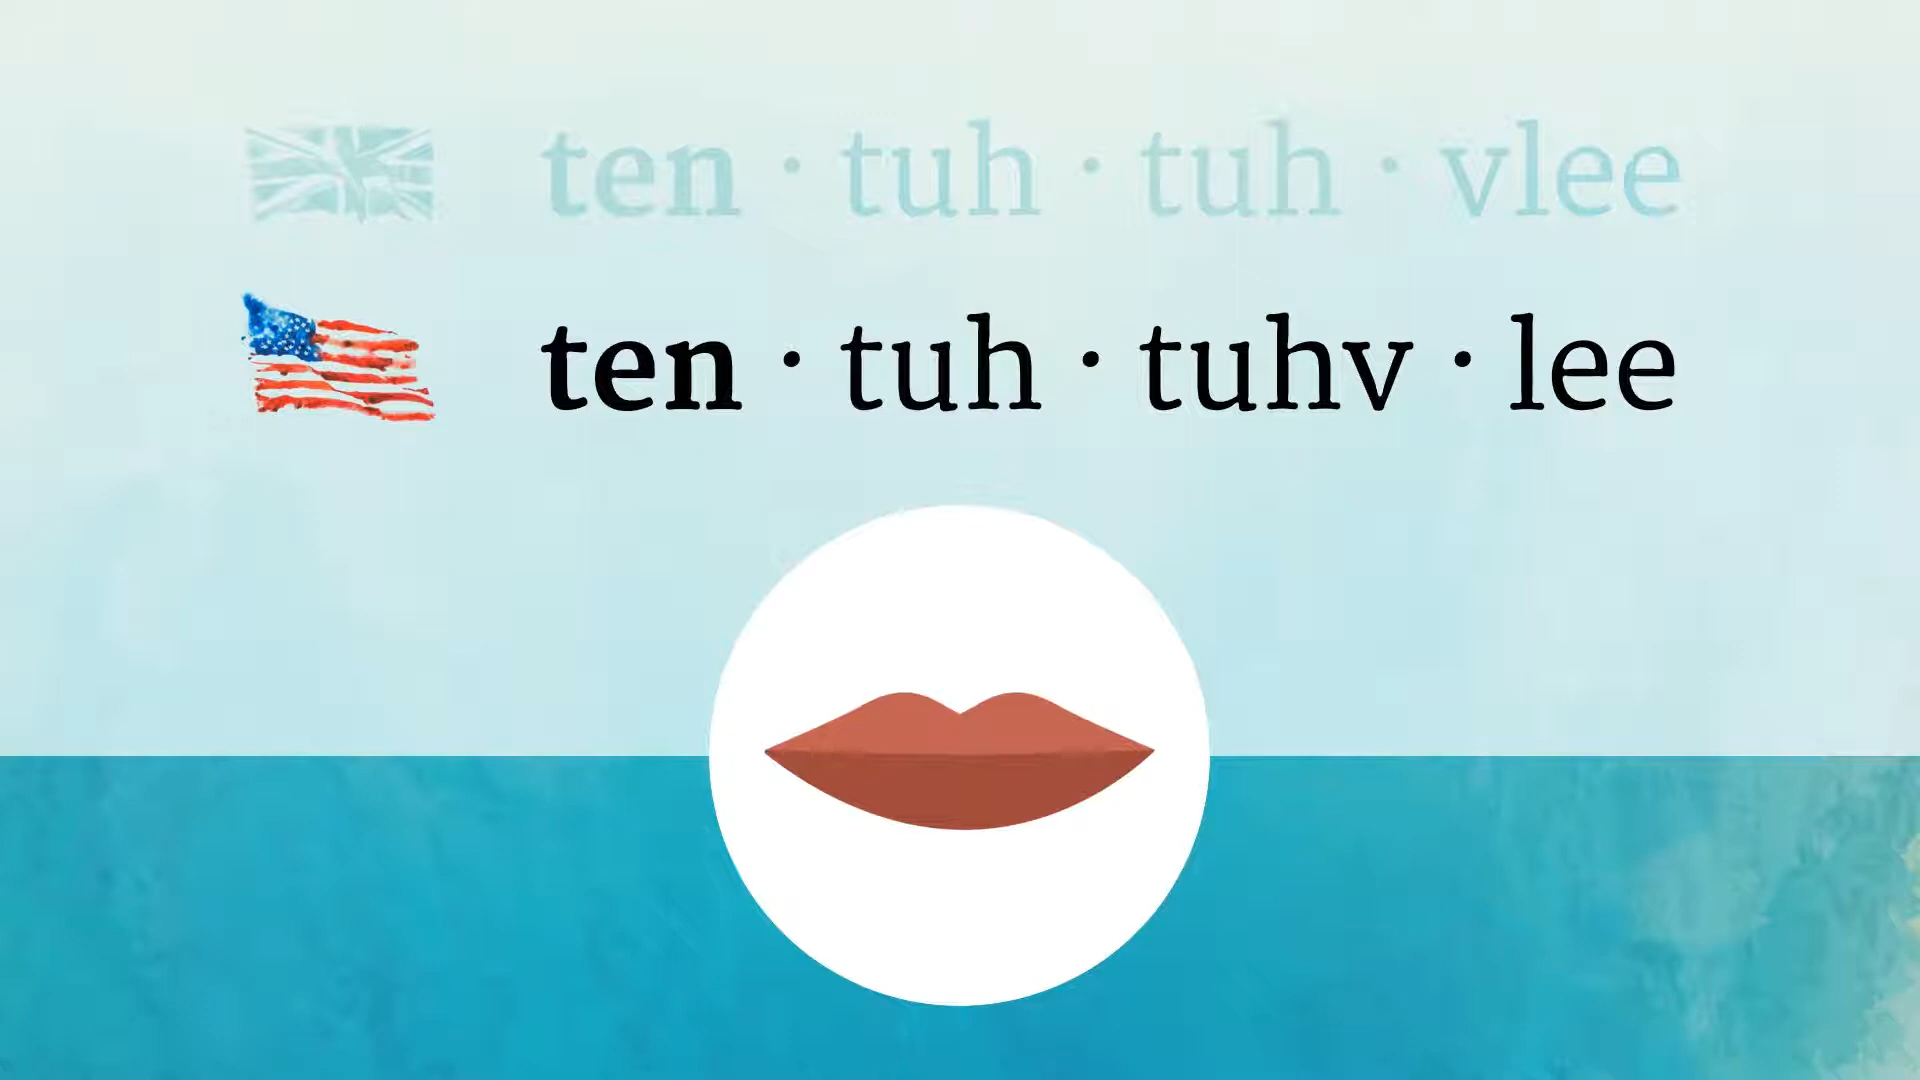 ten · tuh · tuh · vlee
ten · tuh · tuhv · lee